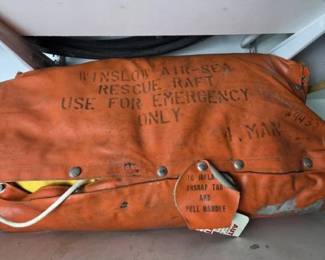 WINSLOW AIR-SEA
RESCUE RAFT
USE FOR EMERGENCY
ONLY
MAN
TO INFLATE
UNSNAP TAB
AND
PULL HANDLE